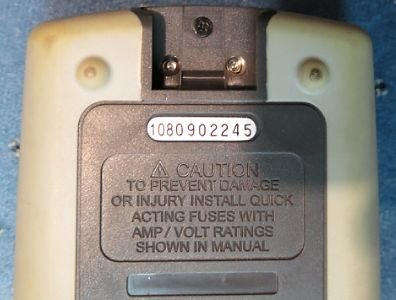 1080902245
⚠ CAUTION
TO PREVENT DAMAGE
OR INJURY INSTALL QUICK
ACTING FUSES WITH
AMP / VOLT RATINGS
SHOWN IN MANUAL